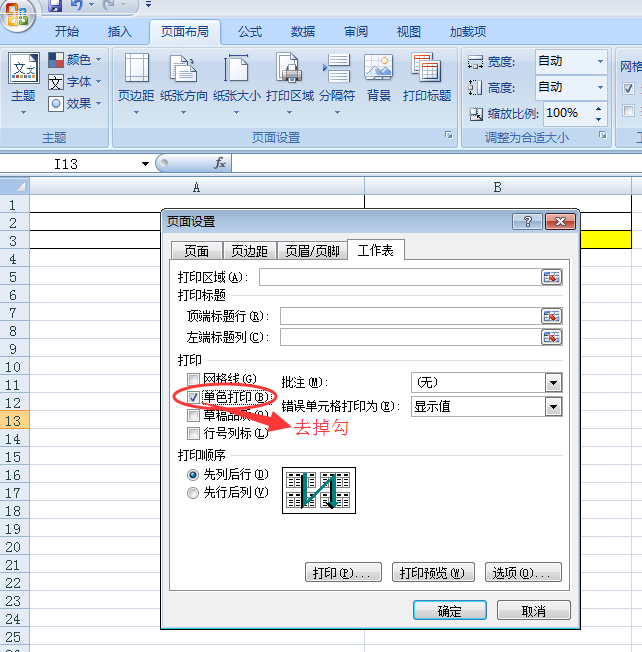 开始 插入 页面布局 公式 数据 审阅 视图 加载项
主题 文文 颜色 字体 效果
页边距 纸张方向 纸张大小 打印区域 分隔符 背景 打印标题
宽度: 自动
高度: 自动
缩放比例: 100%
网格
主题 页面设置 调整为合适大小 工
I13 fx
A B
1
2
3
4
5
6
7
8
9
10
11
12
13
14
15
16
17
18
19
20
21
22
23
24
25
页面设置
页面 页边距 页眉/页脚 工作表
打印区域(A):
打印标题
顶端标题行(R):
左端标题列(C):
打印
网格线(G) 批注(M): (无)
单色打印(B) 错误单元格打印为(E): 显示值
草稿品质(Q)
行号列标(L)
去掉勾
打印顺序
先列后行(D)
先行后列(V)
打印(P)... 打印预览(W) 选项(O)...
确定 取消